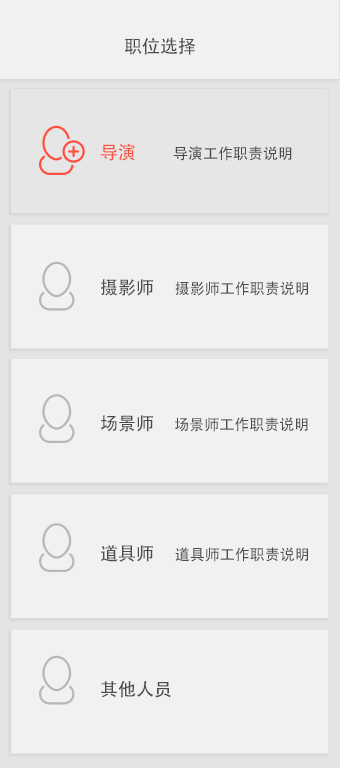 职位选择
导演 导演工作职责说明
摄影师 摄影师工作职责说明
场景师 场景师工作职责说明
道具师 道具师工作职责说明
其他人员